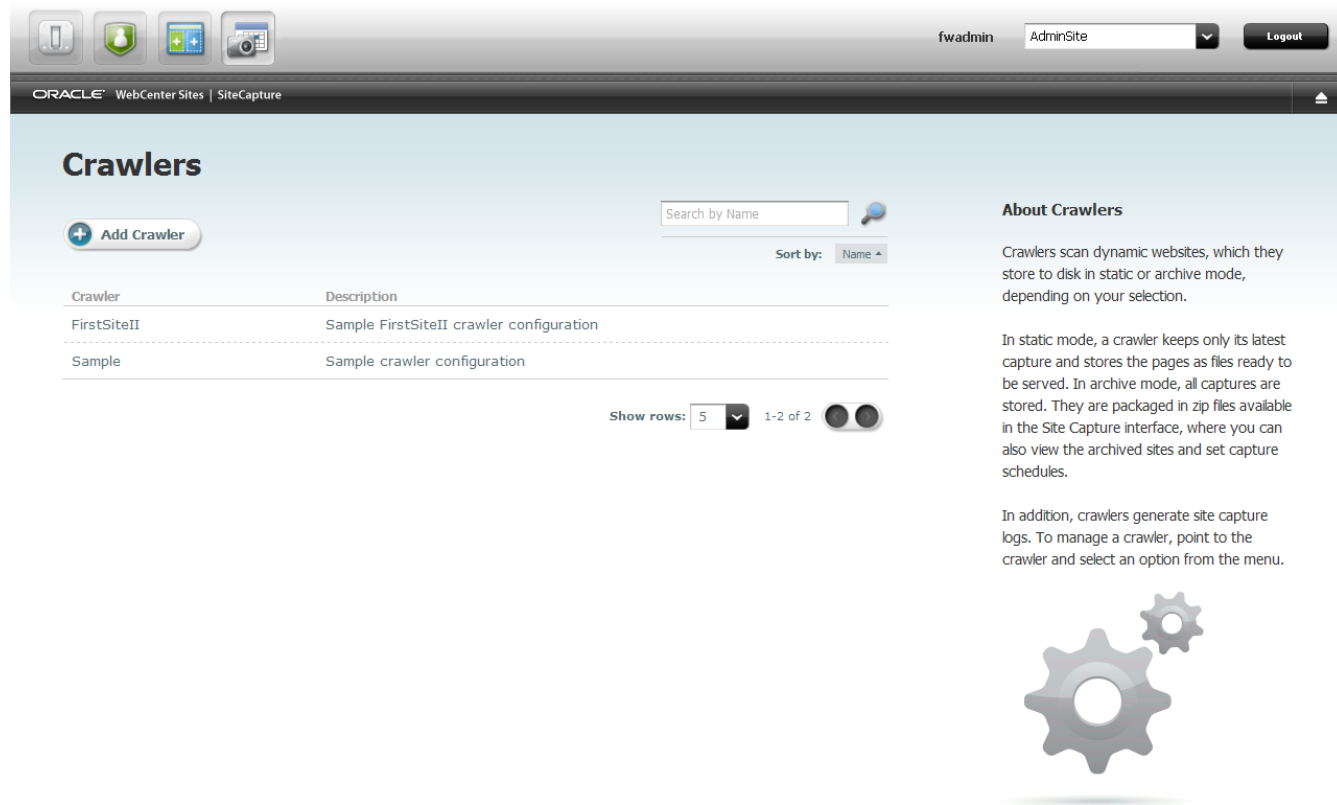 fwadmin AdminSite Logout
ORACLE WebCenter Sites | SiteCapture
Crawlers
Add Crawler
Search by Name
Sort by: Name
Crawler Description
FirstSiteII Sample FirstSiteII crawler configuration
Sample Sample crawler configuration
Show rows: 5 1-2 of 2
About Crawlers
Crawlers scan dynamic websites, which they
store to disk in static or archive mode,
depending on your selection.
In static mode, a crawler keeps only its latest
capture and stores the pages as files ready to
be served. In archive mode, all captures are
stored. They are packaged in zip files available
in the Site Capture interface, where you can
also view the archived sites and set capture
schedules.
In addition, crawlers generate site capture
logs. To manage a crawler, point to the
crawler and select an option from the menu.